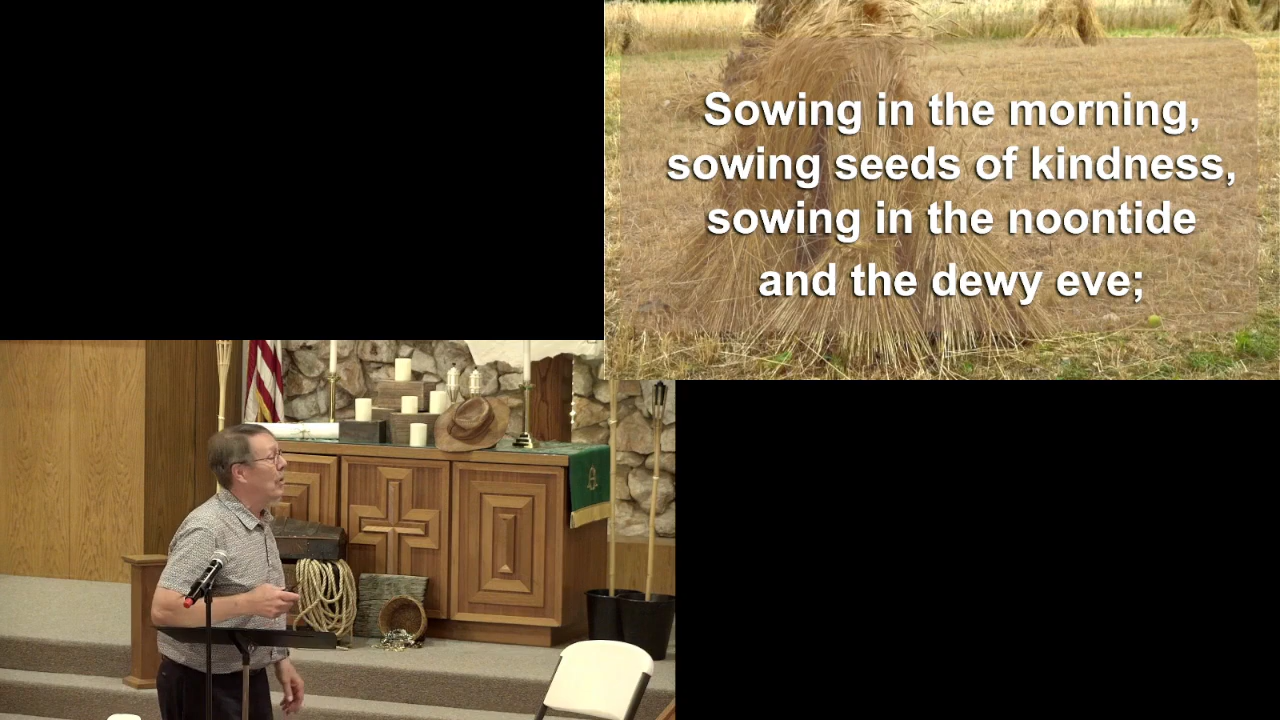 Sowing in the morning,
sowing seeds of kindness,
sowing in the noontide
and the dewy eve;